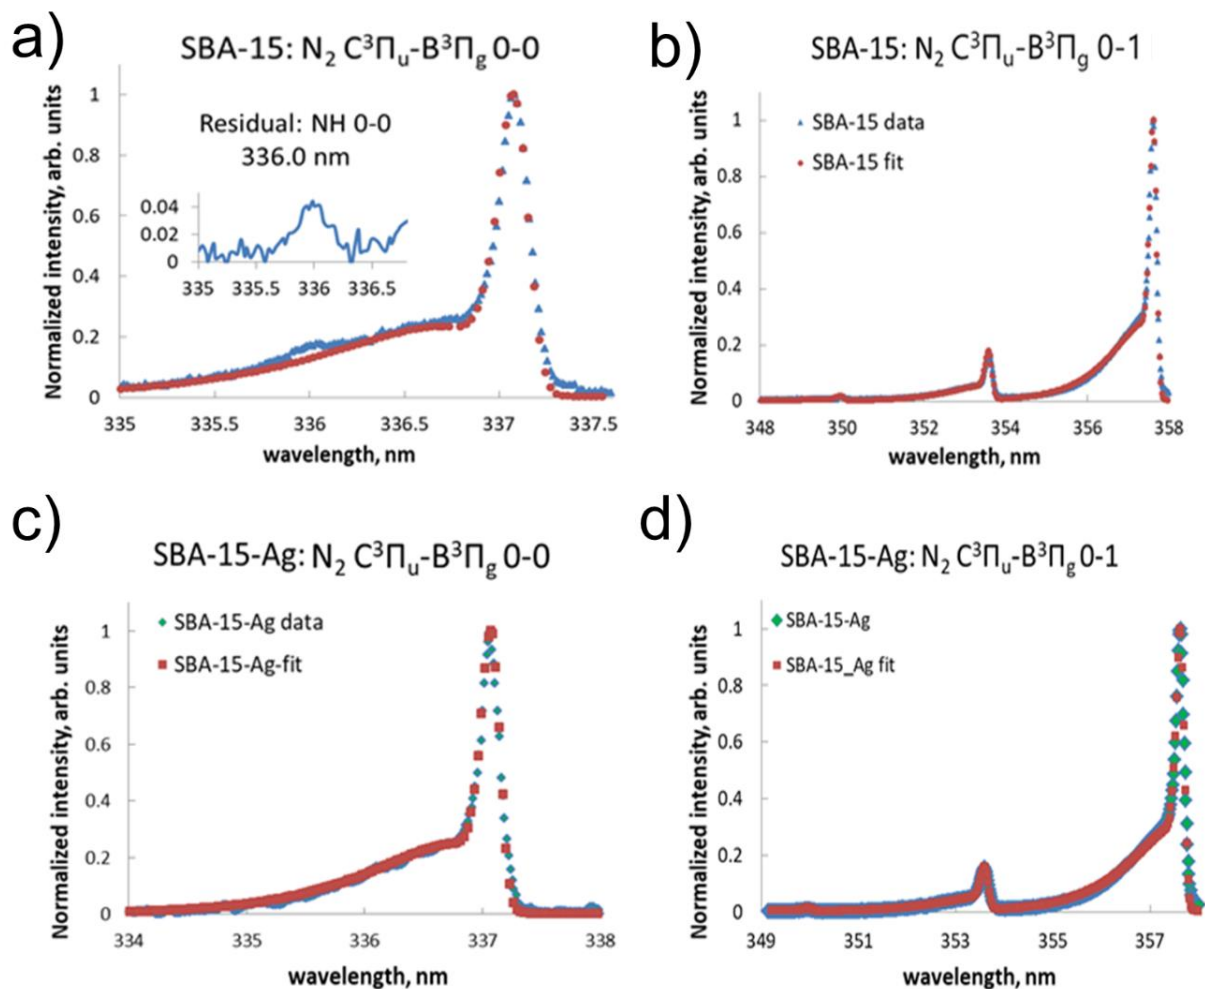 a)
SBA-15: N₂ C³Πᵤ-B³Π₉ 0-0
Normalized intensity, arb. units
1
0.8
0.6
0.4
0.2
0
Residual: NH 0-0
336.0 nm
0.04
0.02
0
335 335.5 336 336.5
335 335.5 336 336.5 337 337.5
wavelength, nm
b)
SBA-15: N₂ C³Πᵤ-B³Π_g 0-1
Normalized intensity, arb. units
1
0.8
0.6
0.4
0.2
0
SBA-15 data
SBA-15 fit
348 350 352 354 356 358
wavelength, nm
c)
SBA-15-Ag: N₂ C³Πᵤ-B³Π_g 0-0
Normalized intensity, arb. units
1
0.8
0.6
0.4
0.2
0
SBA-15-Ag data
SBA-15-Ag-fit
334 335 336 337 338
wavelength, nm
d)
SBA-15-Ag: N₂ C³Πᵤ-B³Π_g 0-1
Normalized intensity, arb. units
1
0.8
0.6
0.4
0.2
0
SBA-15-Ag
SBA-15_Ag fit
349 351 353 355 357
wavelength, nm